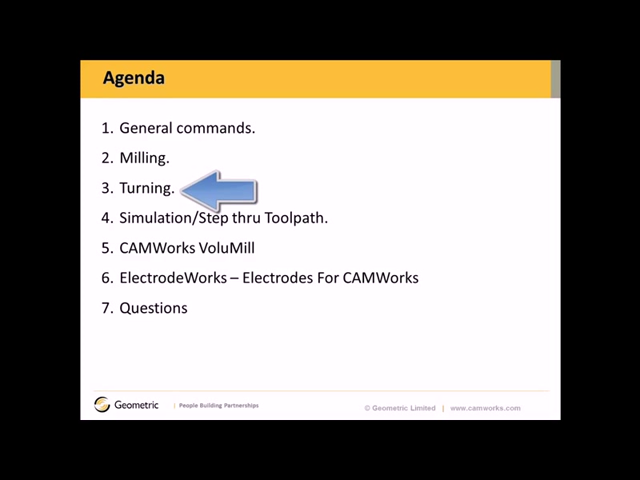 Agenda
1. General commands.
2. Milling.
3. Turning.
4. Simulation/Step thru Toolpath.
5. CAMWorks VoluMill
6. ElectrodeWorks – Electrodes For CAMWorks
7. Questions
Geometric | People Building Partnerships
© Geometric Limited | www.camworks.com